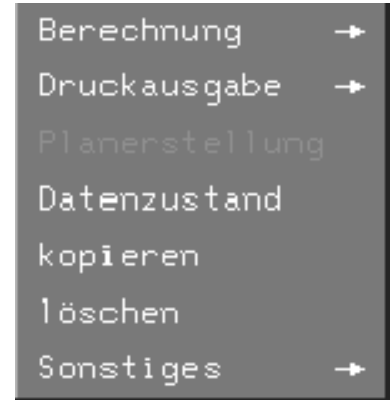 Berechnung →
Druckausgabe →
Planerstellung
Datenzustand
kopieren
löschen
Sonstiges →